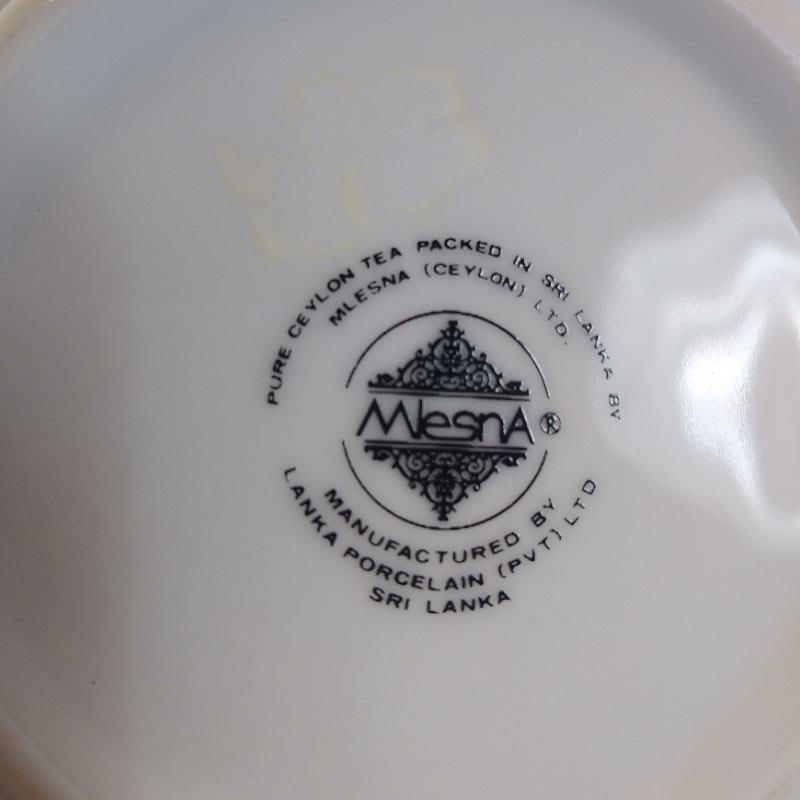 PURE CEYLON TEA PACKED IN SRI LANKA BY
MLESNA (CEYLON) LTD.
MlesnA®
MANUFACTURED BY
LANKA PORCELAIN (PVT) LTD
SRI LANKA